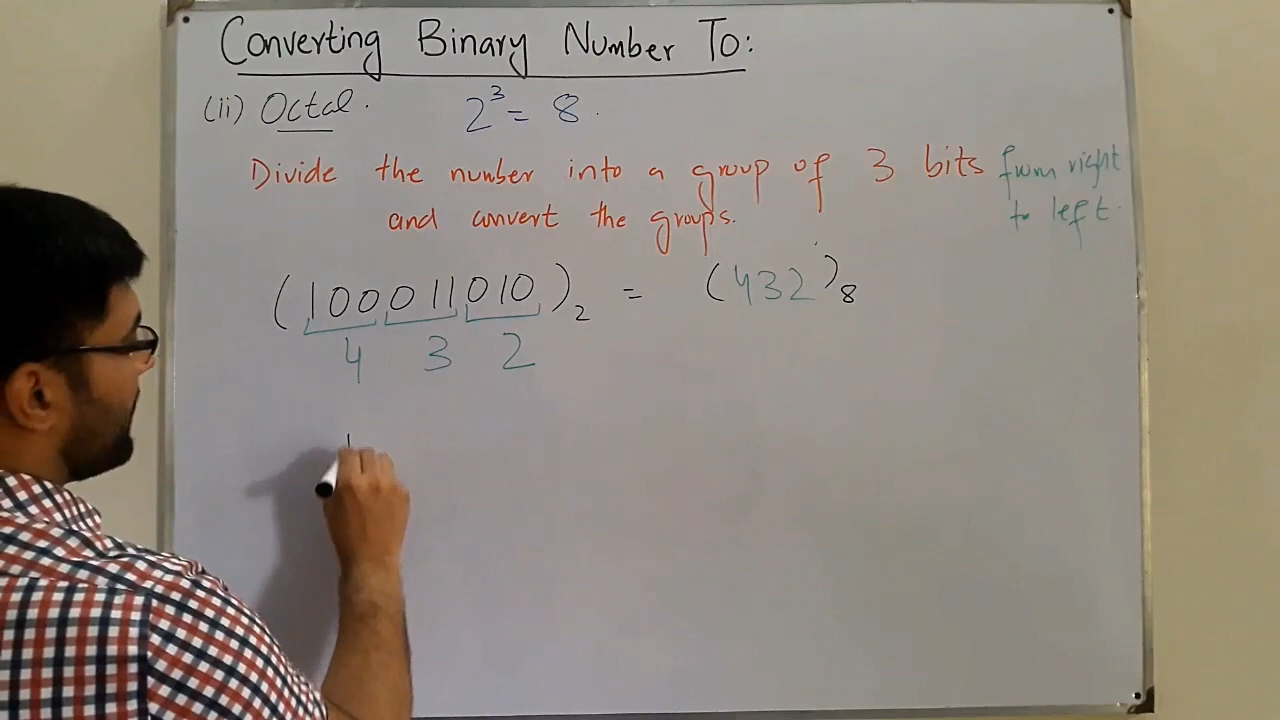 Converting Binary Number To:
(ii) Octal. 2³ = 8.
Divide the number into a group of 3 bits from right
and convert the groups. to left.
(100011010)₂ = (432)₈
4 3 2